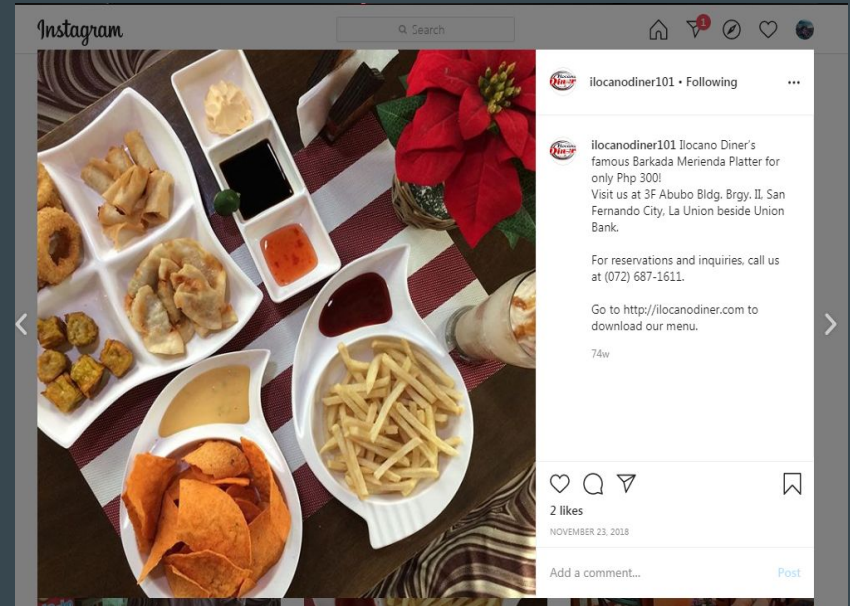 Instagram
Search
1
ilocanodiner101 • Following
ilocanodiner101 Ilocano Diner's
famous Barkada Merienda Platter for
only Php 300!
Visit us at 3F Abubo Bldg. Brgy. II, San
Fernando City, La Union beside Union
Bank.
For reservations and inquiries, call us
at (072) 687-1611.
Go to http://ilocanodiner.com to
download our menu.
74w
2 likes
NOVEMBER 23, 2018
Add a comment...
Post